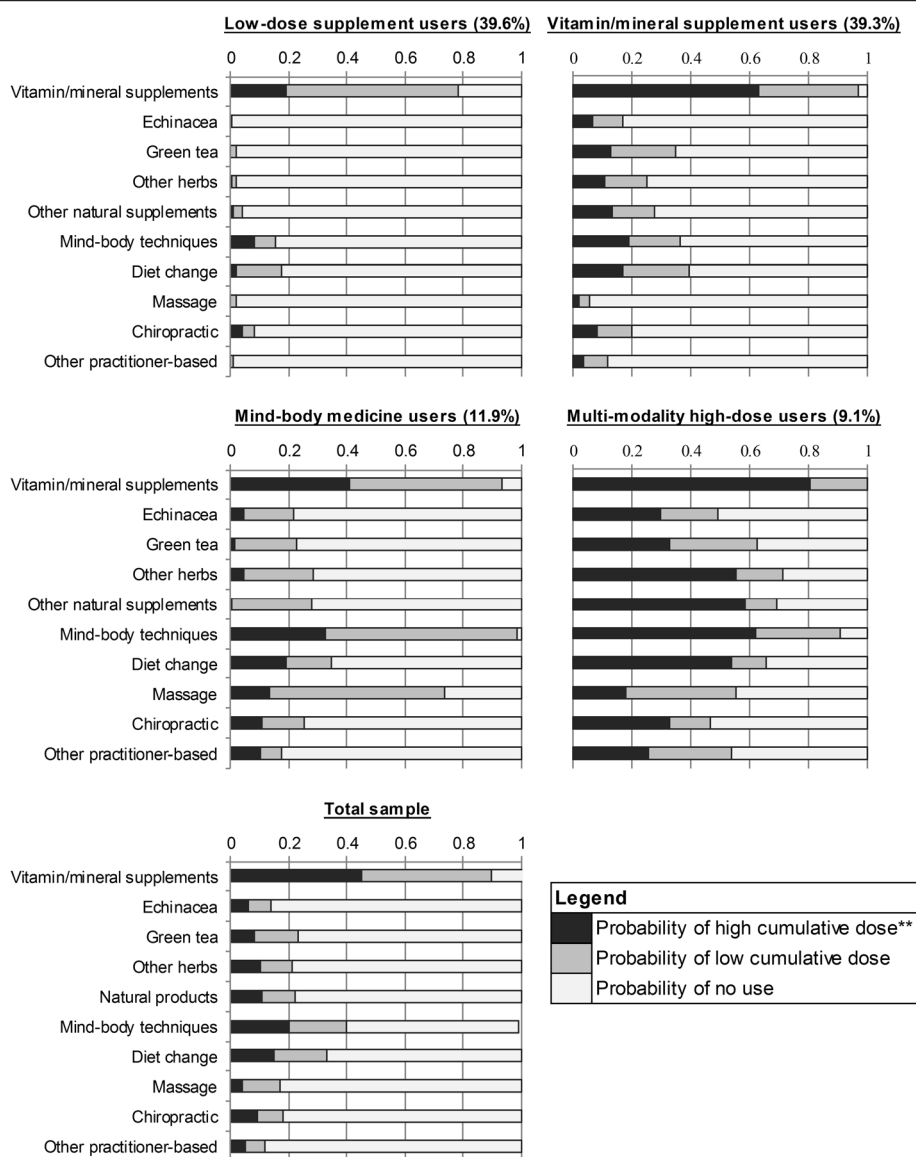 Low-dose supplement users (39.6%)
Vitamin/mineral supplement users (39.3%)
0 0.2 0.4 0.6 0.8 1
0 0.2 0.4 0.6 0.8 1
Vitamin/mineral supplements
Echinacea
Green tea
Other herbs
Other natural supplements
Mind-body techniques
Diet change
Massage
Chiropractic
Other practitioner-based
Mind-body medicine users (11.9%)
Multi-modality high-dose users (9.1%)
0 0.2 0.4 0.6 0.8 1
0 0.2 0.4 0.6 0.8 1
Vitamin/mineral supplements
Echinacea
Green tea
Other herbs
Other natural supplements
Mind-body techniques
Diet change
Massage
Chiropractic
Other practitioner-based
Total sample
0 0.2 0.4 0.6 0.8 1
Vitamin/mineral supplements
Echinacea
Green tea
Other herbs
Natural products
Mind-body techniques
Diet change
Massage
Chiropractic
Other practitioner-based
Legend
Probability of high cumulative dose**
Probability of low cumulative dose
Probability of no use